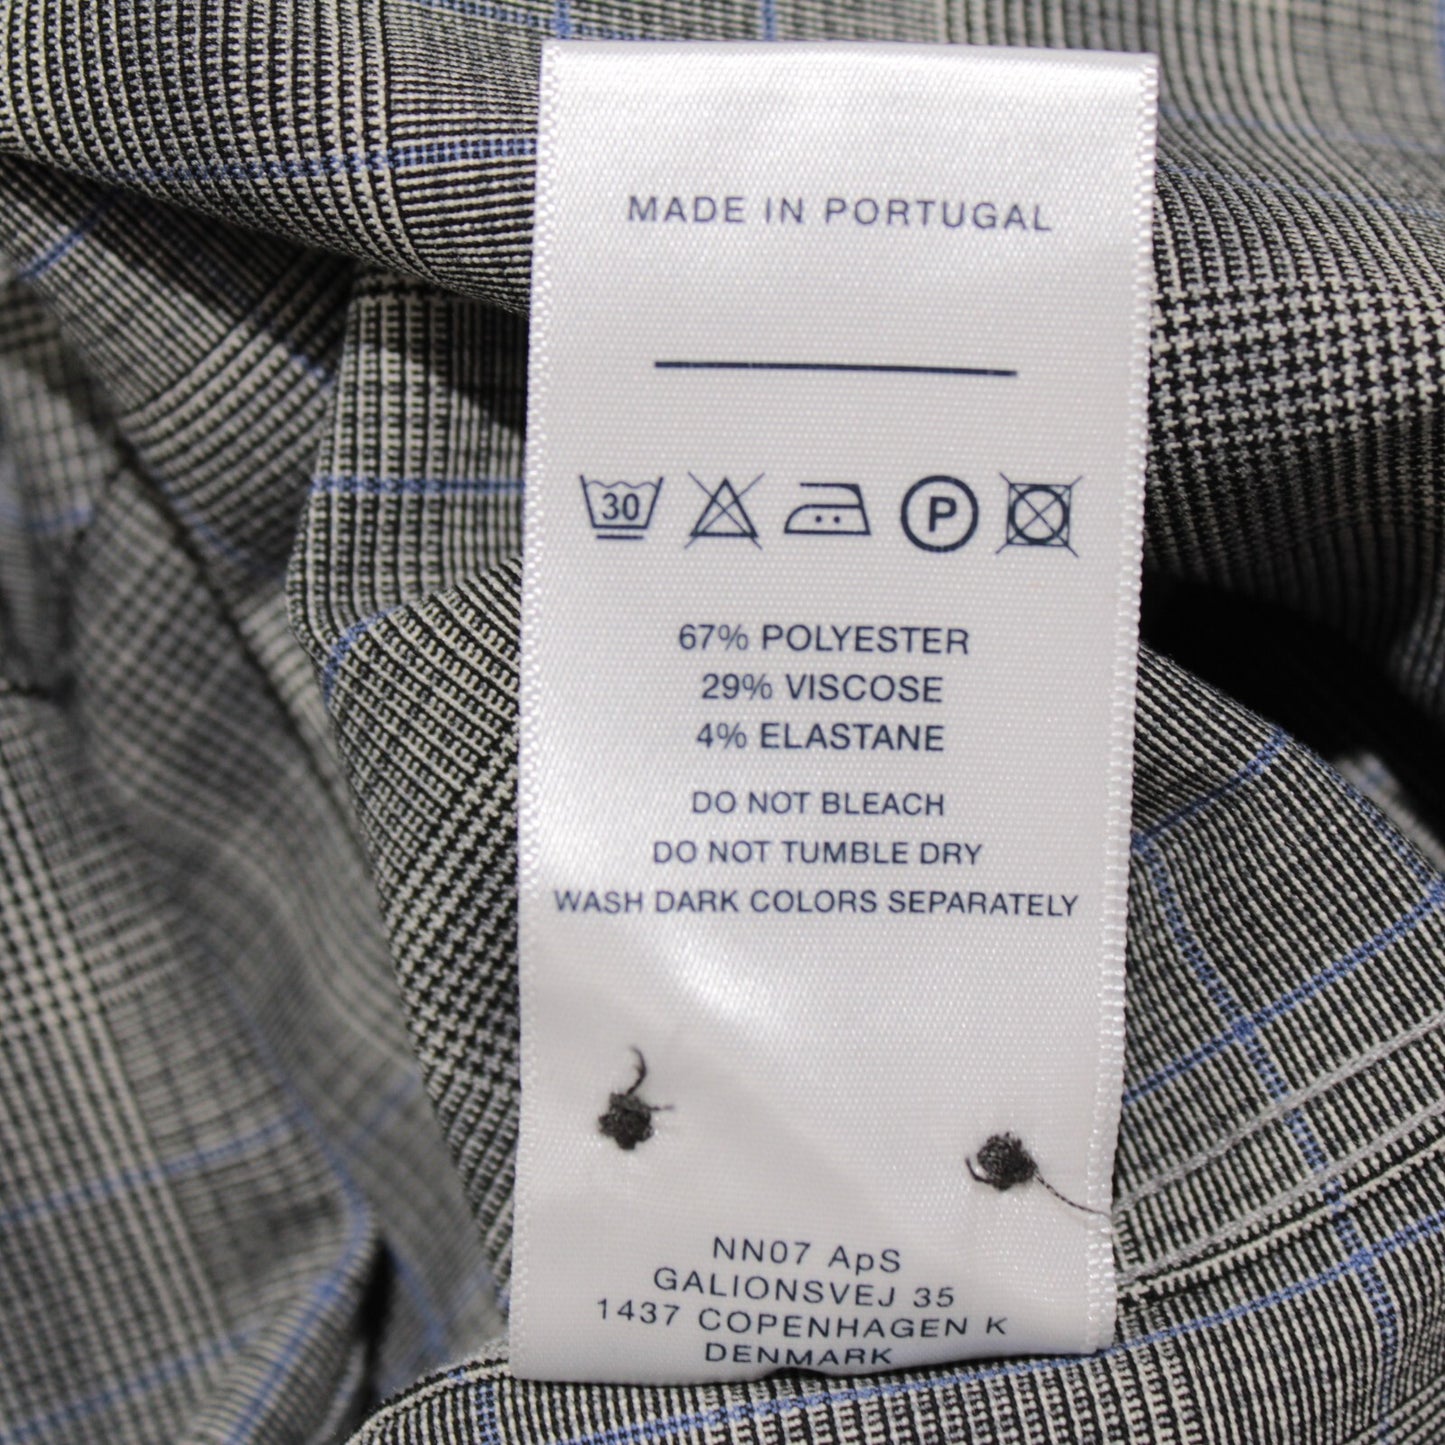 MADE IN PORTUGAL
30 P
67% POLYESTER
29% VISCOSE
4% ELASTANE
DO NOT BLEACH
DO NOT TUMBLE DRY
WASH DARK COLORS SEPARATELY
NN07 ApS
GALIONSVEJ 35
1437 COPENHAGEN K
DENMARK